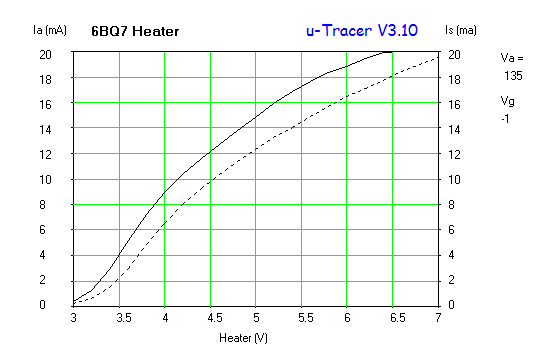 Ia (mA) 6BQ7 Heater u-Tracer V3.10 Is (ma)
20 20 Va =
18 18 135
16 16 Vg
14 14 -1
12 12
10 10
8 8
6 6
4 4
2 2
0 0
3 3.5 4 4.5 5 5.5 6 6.5 7
Heater (V)